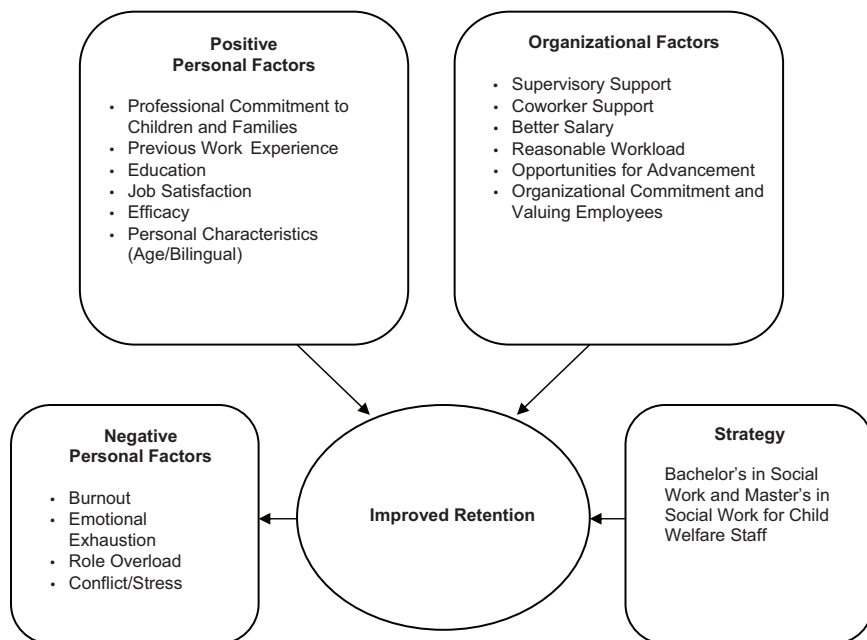 Positive
Personal Factors
• Professional Commitment to
Children and Families
• Previous Work Experience
• Education
• Job Satisfaction
• Efficacy
• Personal Characteristics
(Age/Bilingual)
Organizational Factors
• Supervisory Support
• Coworker Support
• Better Salary
• Reasonable Workload
• Opportunities for Advancement
• Organizational Commitment and
Valuing Employees
Negative
Personal Factors
• Burnout
• Emotional
Exhaustion
• Role Overload
• Conflict/Stress
Improved Retention
Strategy
Bachelor's in Social
Work and Master's in
Social Work for Child
Welfare Staff